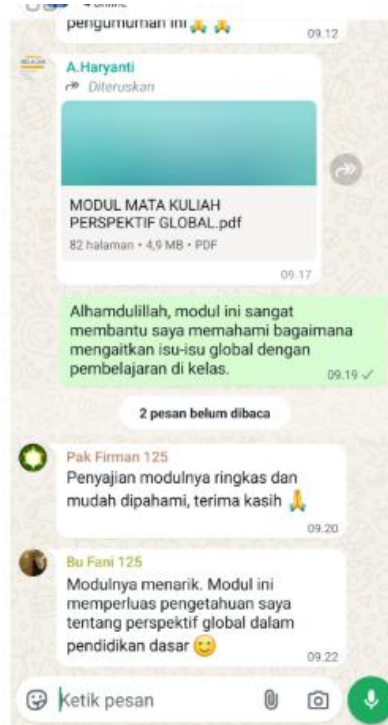 pengumuman ini
09.12
A.Haryanti
Diteruskan
MODUL MATA KULIAH
PERSPEKTIF GLOBAL.pdf
82 halaman • 4,9 MB • PDF
09.17
Alhamdulillah, modul ini sangat
membantu saya memahami bagaimana
mengaitkan isu-isu global dengan
pembelajaran di kelas.
09.19
2 pesan belum dibaca
Pak Firman 125
Penyajian modulnya ringkas dan
mudah dipahami, terima kasih 🙏
09.20
Bu Fani 125
Modulnya menarik. Modul ini
memperluas pengetahuan saya
tentang perspektif global dalam
pendidikan dasar 😊
09.22
Ketik pesan